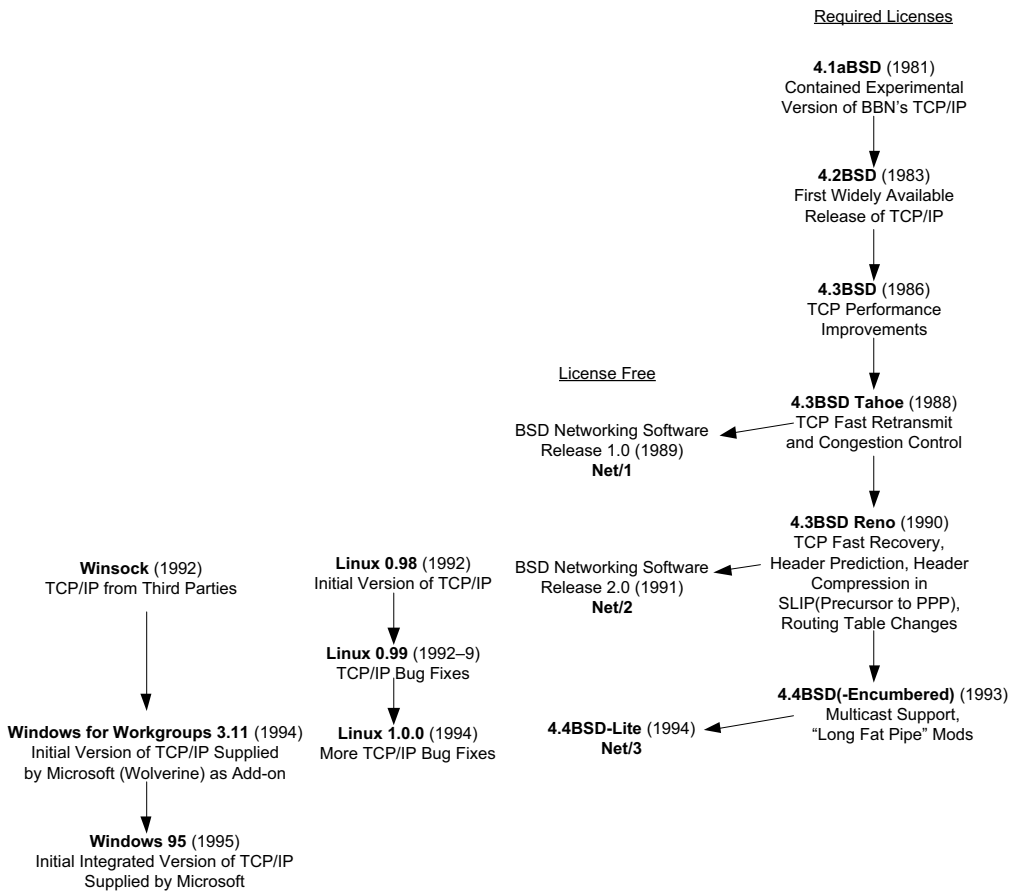 Required Licenses
4.1aBSD (1981)
Contained Experimental
Version of BBN's TCP/IP
4.2BSD (1983)
First Widely Available
Release of TCP/IP
4.3BSD (1986)
TCP Performance
Improvements
4.3BSD Tahoe (1988)
TCP Fast Retransmit
and Congestion Control
4.3BSD Reno (1990)
TCP Fast Recovery,
Header Prediction, Header
Compression in
SLIP(Precursor to PPP),
Routing Table Changes
4.4BSD(-Encumbered) (1993)
Multicast Support,
“Long Fat Pipe” Mods
License Free
BSD Networking Software
Release 1.0 (1989)
Net/1
BSD Networking Software
Release 2.0 (1991)
Net/2
4.4BSD-Lite (1994)
Net/3
Linux 0.98 (1992)
Initial Version of TCP/IP
Linux 0.99 (1992–9)
TCP/IP Bug Fixes
Linux 1.0.0 (1994)
More TCP/IP Bug Fixes
Winsock (1992)
TCP/IP from Third Parties
Windows for Workgroups 3.11 (1994)
Initial Version of TCP/IP Supplied
by Microsoft (Wolverine) as Add-on
Windows 95 (1995)
Initial Integrated Version of TCP/IP
Supplied by Microsoft